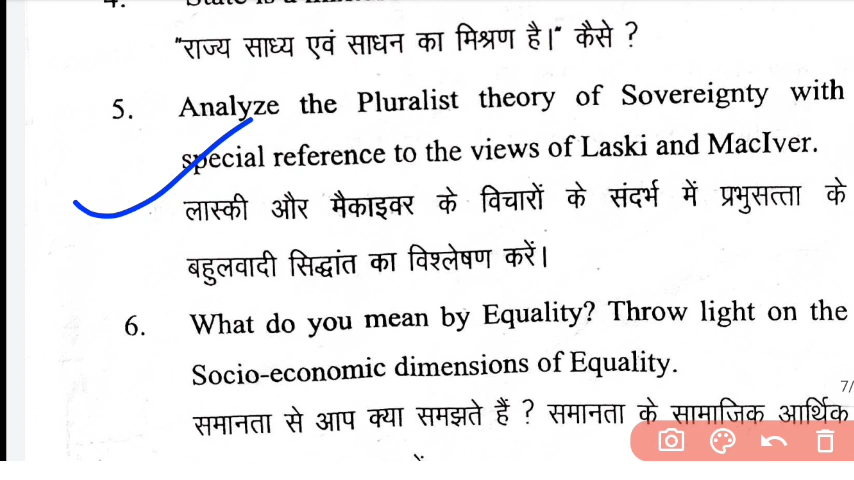 4.
"राज्य साध्य एवं साधन का मिश्रण है।" कैसे ?
5. Analyze the Pluralist theory of Sovereignty with
special reference to the views of Laski and MacIver.
लास्की और मैकाइवर के विचारों के संदर्भ में प्रभुसत्ता के
बहुलवादी सिद्धांत का विश्लेषण करें।
6. What do you mean by Equality? Throw light on the
Socio-economic dimensions of Equality.
7/
समानता से आप क्या समझते हैं ? समानता के सामाजिक आर्थिक